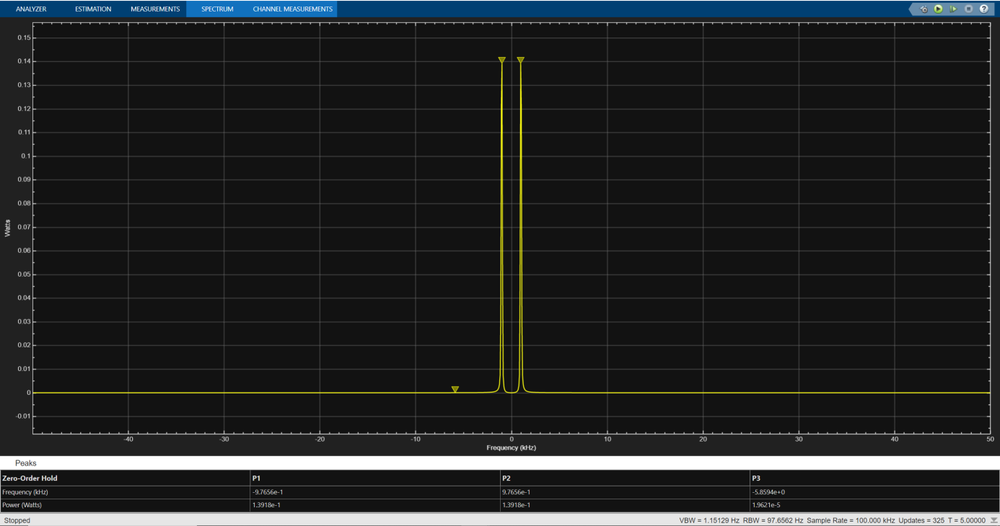 ANALYZER ESTIMATION MEASUREMENTS SPECTRUM CHANNEL MEASUREMENTS ?
0.15
0.14
0.13
0.12
0.11
0.1
0.09
0.08
0.07
0.06
0.05
0.04
0.03
0.02
0.01
0
-0.01
Watts
-40 -30 -20 -10 0 10 20 30 40 50
Frequency (kHz)
Peaks
Zero-Order Hold P1 P2 P3
Frequency (kHz) -9.7656e-1 9.7656e-1 -5.8594e+0
Power (Watts) 1.3918e-1 1.3918e-1 1.9621e-5
Stopped VBW = 1.15129 Hz RBW = 97.6562 Hz Sample Rate = 100.000 kHz Updates = 325 T = 5.00000